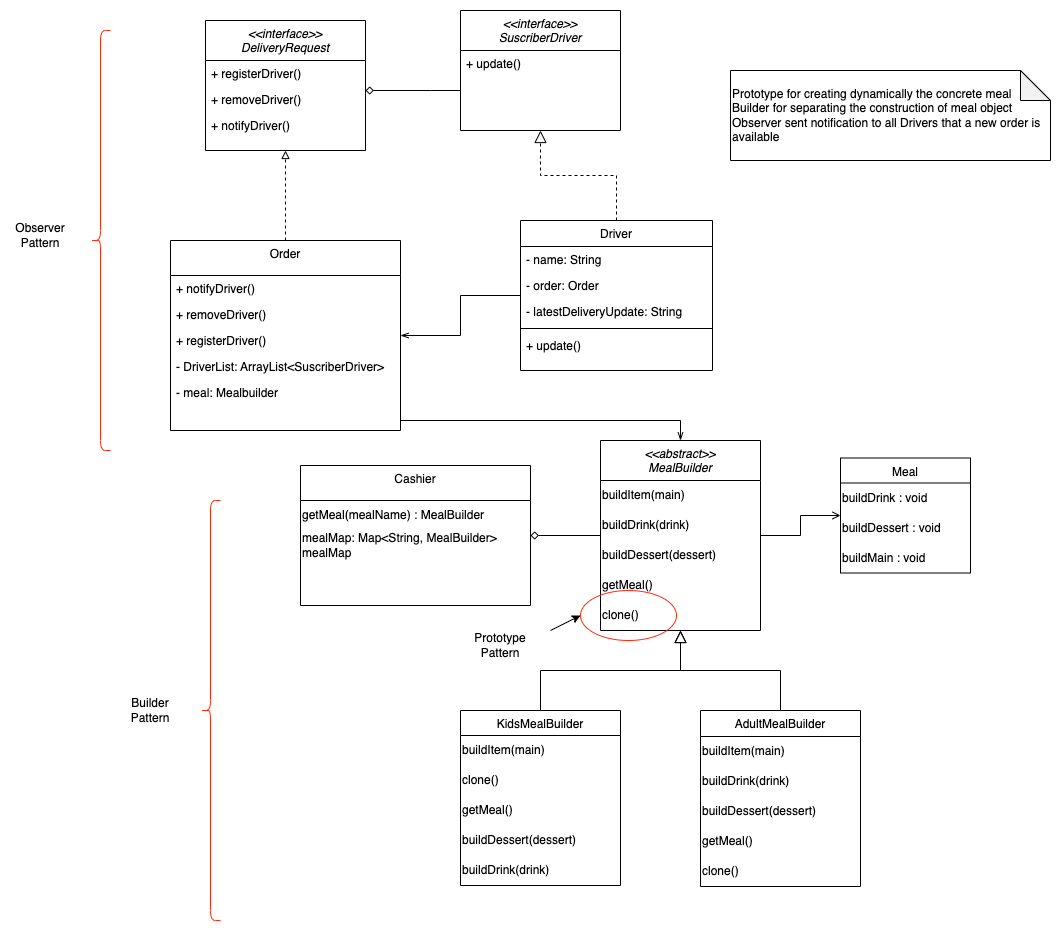 <<interface>>
DeliveryRequest
+ registerDriver()
+ removeDriver()
+ notifyDriver()
<<interface>>
SuscriberDriver
+ update()
Prototype for creating dynamically the concrete meal
Builder for separating the construction of meal object
Observer sent notification to all Drivers that a new order is
available
Observer
Pattern
Order
+ notifyDriver()
+ removeDriver()
+ registerDriver()
- DriverList: ArrayList<SuscriberDriver>
- meal: Mealbuilder
Driver
- name: String
- order: Order
- latestDeliveryUpdate: String
+ update()
Cashier
getMeal(mealName) : MealBuilder
mealMap: Map<String, MealBuilder>
mealMap
<<abstract>>
MealBuilder
buildItem(main)
buildDrink(drink)
buildDessert(dessert)
getMeal()
clone()
Meal
buildDrink : void
buildDessert : void
buildMain : void
Prototype
Pattern
Builder
Pattern
KidsMealBuilder
buildItem(main)
clone()
getMeal()
buildDessert(dessert)
buildDrink(drink)
AdultMealBuilder
buildItem(main)
buildDrink(drink)
buildDessert(dessert)
getMeal()
clone()